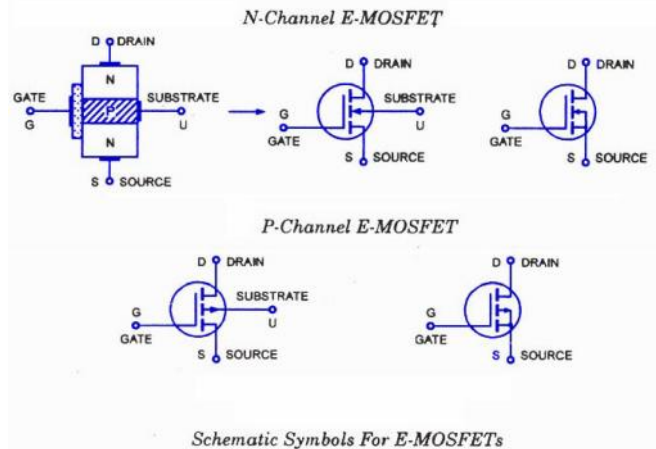 N-Channel E-MOSFET
D DRAIN
N
GATE
G
P
SUBSTRATE
U
N
S SOURCE
D DRAIN
SUBSTRATE
U
G
GATE
S SOURCE
D DRAIN
G
GATE
S SOURCE
P-Channel E-MOSFET
D DRAIN
SUBSTRATE
U
G
GATE
S SOURCE
D DRAIN
G
GATE
S SOURCE
Schematic Symbols For E-MOSFETs